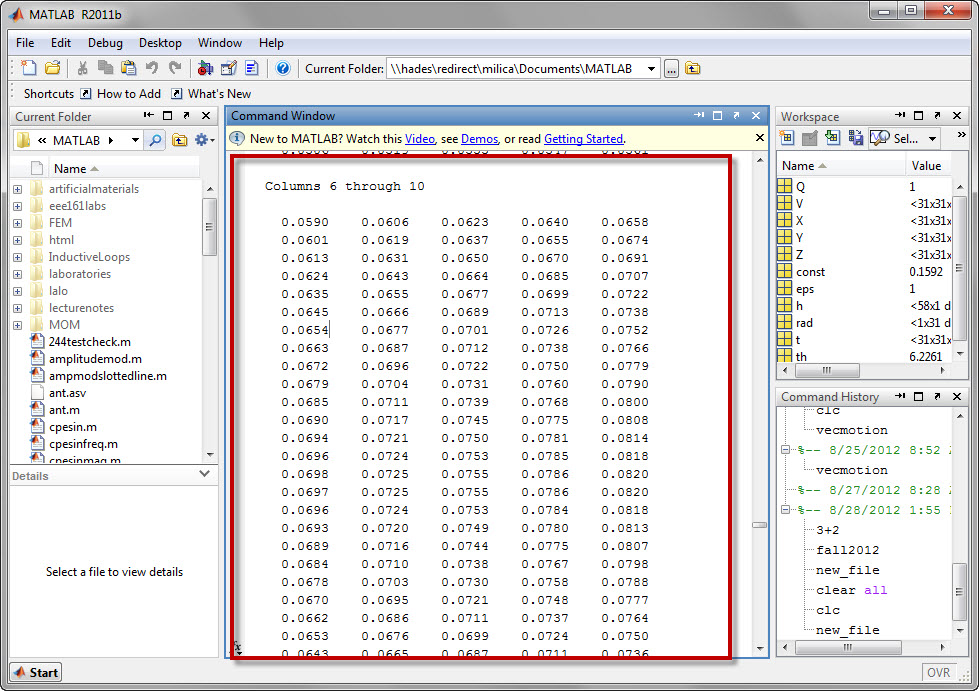 MATLAB R2011b
File Edit Debug Desktop Window Help
Current Folder: \\hades\redirect\milica\Documents\MATLAB
Shortcuts How to Add What's New
Current Folder
« MATLAB
Name
artificialmaterials
eee161labs
FEM
html
InductiveLoops
laboratories
lalo
lecturenotes
MOM
244testcheck.m
amplitudemod.m
ampmodslottedline.m
ant.asv
ant.m
cpesin.m
cpesinfreq.m
cpesinmag.m
Details
Select a file to view details
Start
Command Window
New to MATLAB? Watch this Video, see Demos, or read Getting Started.
Columns 6 through 10
0.0590 0.0606 0.0623 0.0640 0.0658
0.0601 0.0619 0.0637 0.0655 0.0674
0.0613 0.0631 0.0650 0.0670 0.0691
0.0624 0.0643 0.0664 0.0685 0.0707
0.0635 0.0655 0.0677 0.0699 0.0722
0.0645 0.0666 0.0689 0.0713 0.0738
0.0654 0.0677 0.0701 0.0726 0.0752
0.0663 0.0687 0.0712 0.0738 0.0766
0.0672 0.0696 0.0722 0.0750 0.0779
0.0679 0.0704 0.0731 0.0760 0.0790
0.0685 0.0711 0.0739 0.0768 0.0800
0.0690 0.0717 0.0745 0.0775 0.0808
0.0694 0.0721 0.0750 0.0781 0.0814
0.0696 0.0724 0.0753 0.0785 0.0818
0.0698 0.0725 0.0755 0.0786 0.0820
0.0697 0.0725 0.0755 0.0786 0.0820
0.0696 0.0724 0.0753 0.0784 0.0818
0.0693 0.0720 0.0749 0.0780 0.0813
0.0689 0.0716 0.0744 0.0775 0.0807
0.0684 0.0710 0.0738 0.0767 0.0798
0.0678 0.0703 0.0730 0.0758 0.0788
0.0670 0.0695 0.0721 0.0748 0.0777
0.0662 0.0686 0.0711 0.0737 0.0764
0.0653 0.0676 0.0699 0.0724 0.0750
0.0643 0.0665 0.0687 0.0711 0.0736
fx
Workspace
Sel...
Name Value
Q 1
V <31x31x
X <31x31x
Y <31x31x
Z <31x31x
const 0.1592
eps 1
h <58x1 d
rad <1x31 d
t <31x31x
th 6.2261
Command History
clc
vecmotion
%-- 8/25/2012 8:52
vecmotion
%-- 8/27/2012 8:28
%-- 8/28/2012 1:55
3+2
fall2012
new_file
clear all
clc
new_file
OVR